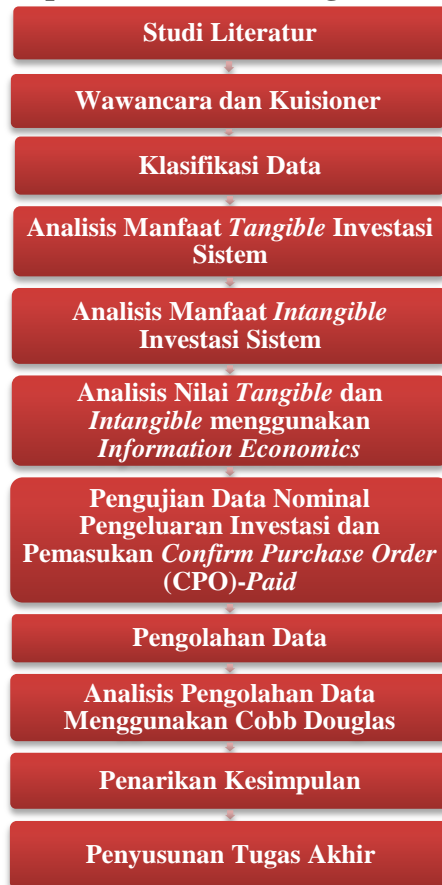 Studi Literatur
Wawancara dan Kuisioner
Klasifikasi Data
Analisis Manfaat Tangible Investasi
Sistem
Analisis Manfaat Intangible
Investasi Sistem
Analisis Nilai Tangible dan
Intangible menggunakan
Information Economics
Pengujian Data Nominal
Pengeluaran Investasi dan
Pemasukan Confirm Purchase Order
(CPO)-Paid
Pengolahan Data
Analisis Pengolahan Data
Menggunakan Cobb Douglas
Penarikan Kesimpulan
Penyusunan Tugas Akhir